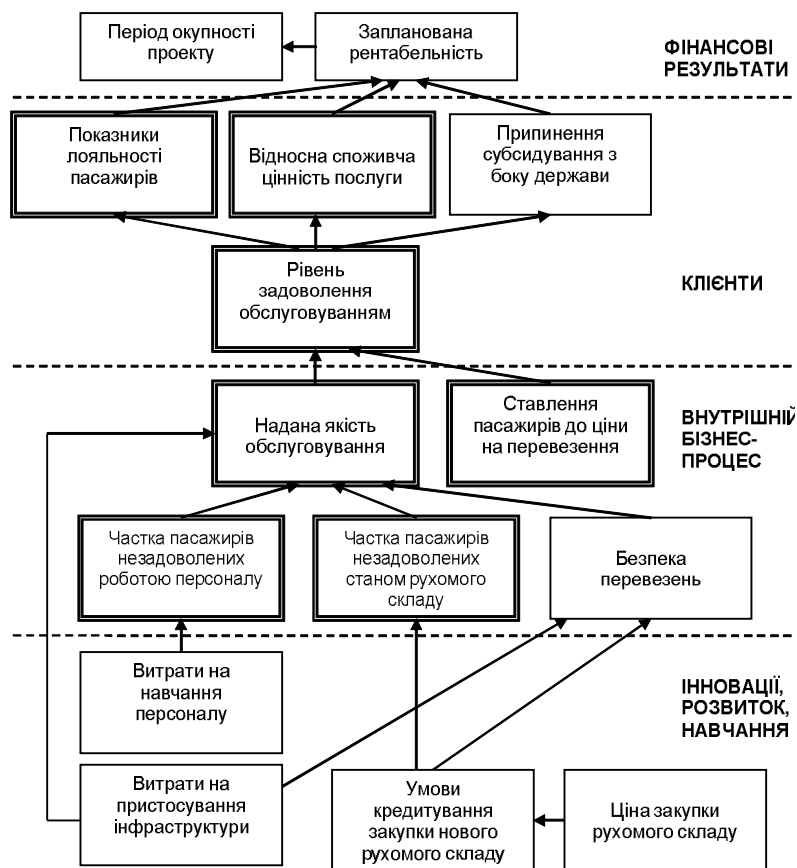 Період окупності
проекту
Запланована
рентабельність
ФІНАНСОВІ
РЕЗУЛЬТАТИ
Показники
лояльності
пасажирів
Відносна споживча
цінність послуги
Припинення
субсидування з
боку держави
Рівень
задоволення
обслуговуванням
КЛІЄНТИ
Надана якість
обслуговування
Ставлення
пасажирів до ціни
на перевезення
ВНУТРІШНІЙ
БІЗНЕС-
ПРОЦЕС
Частка пасажирів
незадоволених
роботою персоналу
Частка пасажирів
незадоволених
станом рухомого
складу
Безпека
перевезень
Витрати на
навчання
персоналу
ІННОВАЦІЇ,
РОЗВИТОК,
НАВЧАННЯ
Витрати на
пристосування
інфраструктури
Умови
кредитування
закупки нового
рухомого складу
Ціна закупки
рухомого складу